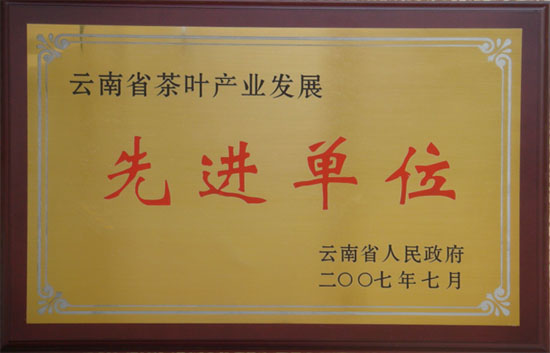 云南省茶叶产业发展
先进单位
云南省人民政府
二〇〇七年七月